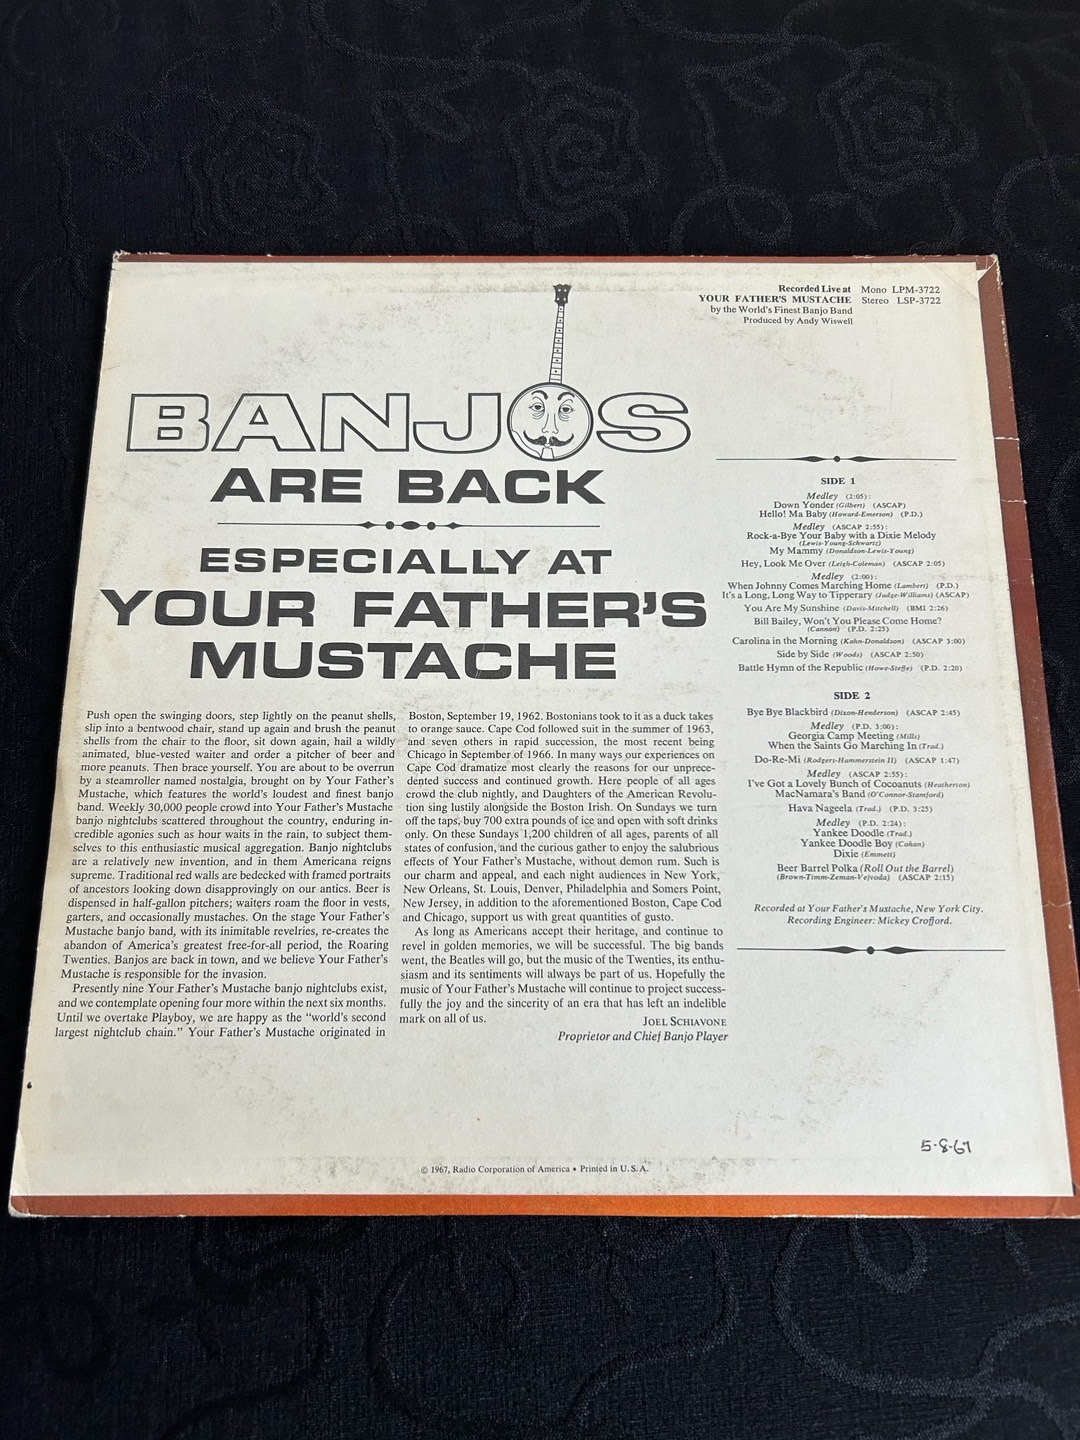 Recorded Live at Mono LPM-3722
YOUR FATHER'S MUSTACHE Stereo LSP-3722
by the World's Finest Banjo Band
Produced by Andy Wiswell
BANJOS
ARE BACK
ESPECIALLY AT
YOUR FATHER'S
MUSTACHE
Push open the swinging doors, step lightly on the peanut shells,
slip into a bentwood chair, stand up again and brush the peanut
shells from the chair to the floor, sit down again, hail a wildly
animated, blue-vested waiter and order a pitcher of beer and
more peanuts. Then brace yourself. You are about to be overrun
by a steamroller named nostalgia, brought on by Your Father's
Mustache, which features the world's loudest and finest banjo
band. Weekly 30,000 people crowd into Your Father's Mustache
banjo nightclubs scattered throughout the country, enduring in-
credible agonies such as hour waits in the rain, to subject them-
selves to this enthusiastic musical aggregation. Banjo nightclubs
are a relatively new invention, and in them Americana reigns
supreme. Traditional red walls are bedecked with framed portraits
of ancestors looking down disapprovingly on our antics. Beer is
dispensed in half-gallon pitchers; waiters roam the floor in vests,
garters, and occasionally mustaches. On the stage Your Father's
Mustache banjo band, with its inimitable revelries, re-creates the
abandon of America's greatest free-for-all period, the Roaring
Twenties. Banjos are back in town, and we believe Your Father's
Mustache is responsible for the invasion.
Presently nine Your Father's Mustache banjo nightclubs exist,
and we contemplate opening four more within the next six months.
Until we overtake Playboy, we are happy as the "world's second
largest nightclub chain." Your Father's Mustache originated in
Boston, September 19, 1962. Bostonians took to it as a duck takes
to orange sauce. Cape Cod followed suit in the summer of 1963,
and seven others in rapid succession, the most recent being
Chicago in September of 1966. In many ways our experiences on
Cape Cod dramatize most clearly the reasons for our unprece-
dented success and continued growth. Here people of all ages
crowd the club nightly, and Daughters of the American Revolu-
tion sing lustily alongside the Boston Irish. On Sundays we turn
off the taps, buy 700 extra pounds of ice and open with soft drinks
only. On these Sundays 1,200 children of all ages, parents of all
states of confusion, and the curious gather to enjoy the salubrious
effects of Your Father's Mustache, without demon rum. Such is
our charm and appeal, and each night audiences in New York,
New Orleans, St. Louis, Denver, Philadelphia and Somers Point,
New Jersey, in addition to the aforementioned Boston, Cape Cod
and Chicago, support us with great quantities of gusto.
As long as Americans accept their heritage, and continue to
revel in golden memories, we will be successful. The big bands
went, the Beatles will go, but the music of the Twenties, its enthu-
siasm and its sentiments will always be part of us. Hopefully the
music of Your Father's Mustache will continue to project success-
fully the joy and the sincerity of an era that has left an indelible
mark on all of us.
JOEL SCHIAVONE
Proprietor and Chief Banjo Player
SIDE 1
Medley (2:05):
Down Yonder (Gilbert) (ASCAP)
Hello! Ma Baby (Howard-Emerson) (P.D.)
Medley (ASCAP 2:55):
Rock-a-Bye Your Baby with a Dixie Melody
(Lewis-Young-Schwartz)
My Mammy (Donaldson-Lewis-Young)
Hey, Look Me Over (Leigh-Coleman) (ASCAP 2:05)
Medley (2:00):
When Johnny Comes Marching Home (Lambert) (P.D.)
It's a Long, Long Way to Tipperary (Judge-Williams) (ASCAP)
You Are My Sunshine (Davis-Mitchell) (BMI 2:26)
Bill Bailey, Won't You Please Come Home?
(Cannon) (P.D. 2:25)
Carolina in the Morning (Kahn-Donaldson) (ASCAP 3:00)
Side by Side (Woods) (ASCAP 2:50)
Battle Hymn of the Republic (Howe-Steffe) (P.D. 2:20)
SIDE 2
Bye Bye Blackbird (Dixon-Henderson) (ASCAP 2:45)
Medley (P.D. 3:00):
Georgia Camp Meeting (Mills)
When the Saints Go Marching In (Trad.)
Do-Re-Mi (Rodgers-Hammerstein II) (ASCAP 1:47)
Medley (ASCAP 2:55):
I've Got a Lovely Bunch of Cocoanuts (Heatherton)
MacNamara's Band (O'Connor-Stamford)
Hava Nageela (Trad.) (P.D. 3:25)
Medley (P.D. 2:24):
Yankee Doodle (Trad.)
Yankee Doodle Boy (Cohan)
Dixie (Emmett)
Beer Barrel Polka (Roll Out the Barrel)
(Brown-Timm-Zeman-Vejvoda) (ASCAP 2:15)
Recorded at Your Father's Mustache, New York City.
Recording Engineer: Mickey Crofford.
5-8-67
© 1967, Radio Corporation of America • Printed in U. S. A.